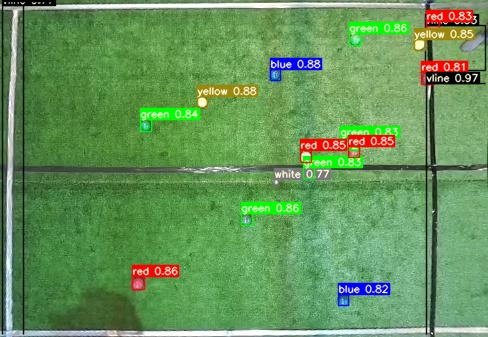 red 0.83
green 0.86
yellow 0.85
blue 0.88
red 0.81
vline 0.97
yellow 0.88
green 0.84
green 0.83
red 0.85
red 0.85
green 0.83
white 0.77
green 0.86
red 0.86
blue 0.82